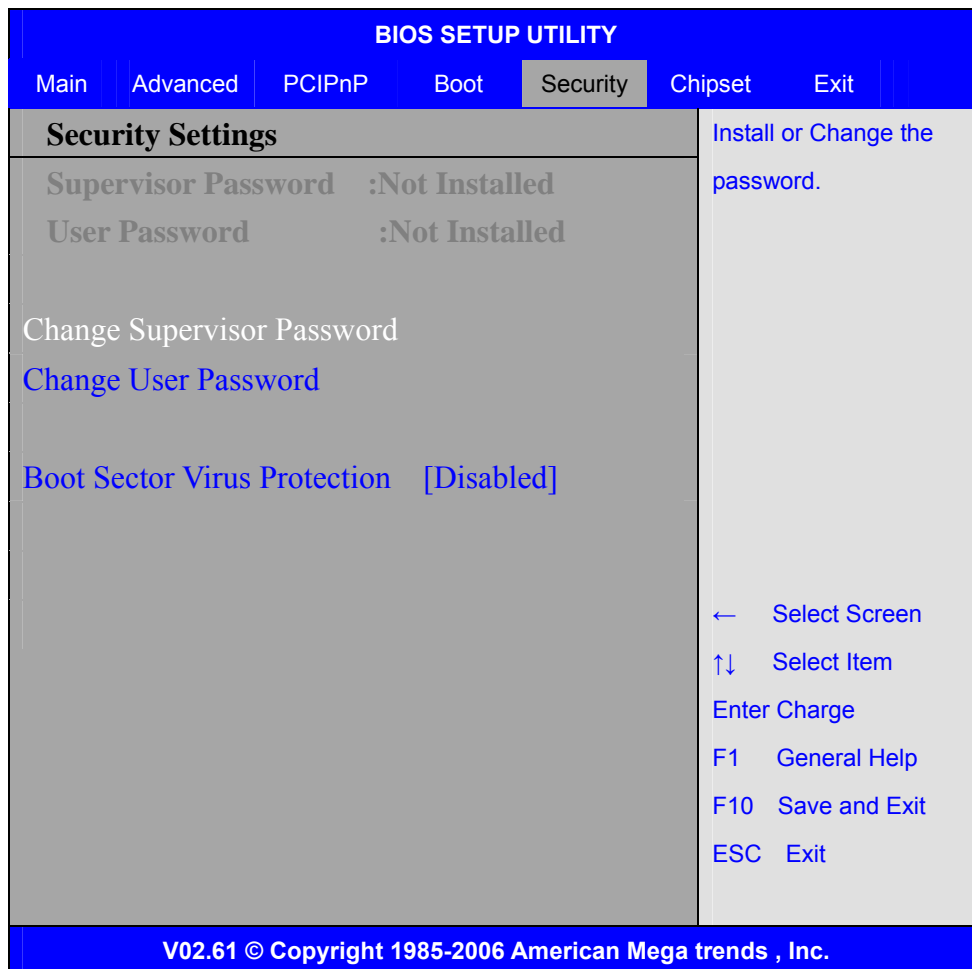 BIOS SETUP UTILITY
Main Advanced PCIPnP Boot Security Chipset Exit
Security Settings
Supervisor Password :Not Installed
User Password :Not Installed
Change Supervisor Password
Change User Password
Boot Sector Virus Protection [Disabled]
Install or Change the
password.
← Select Screen
↑↓ Select Item
Enter Charge
F1 General Help
F10 Save and Exit
ESC Exit
V02.61 © Copyright 1985-2006 American Mega trends , Inc.